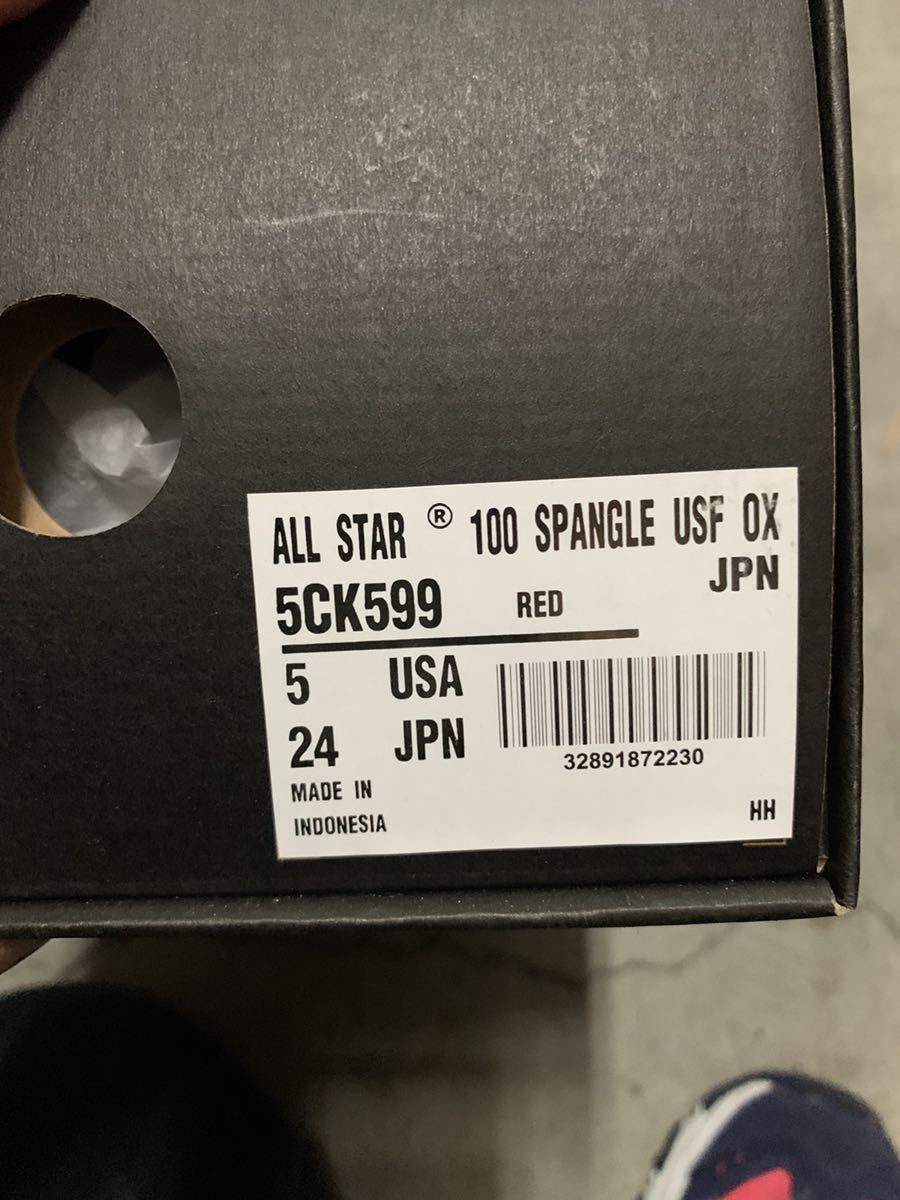 ALL STAR ® 100 SPANGLE USF OX
JPN
5CK599 RED
5 USA
24 JPN
32891872230
MADE IN
INDONESIA
HH